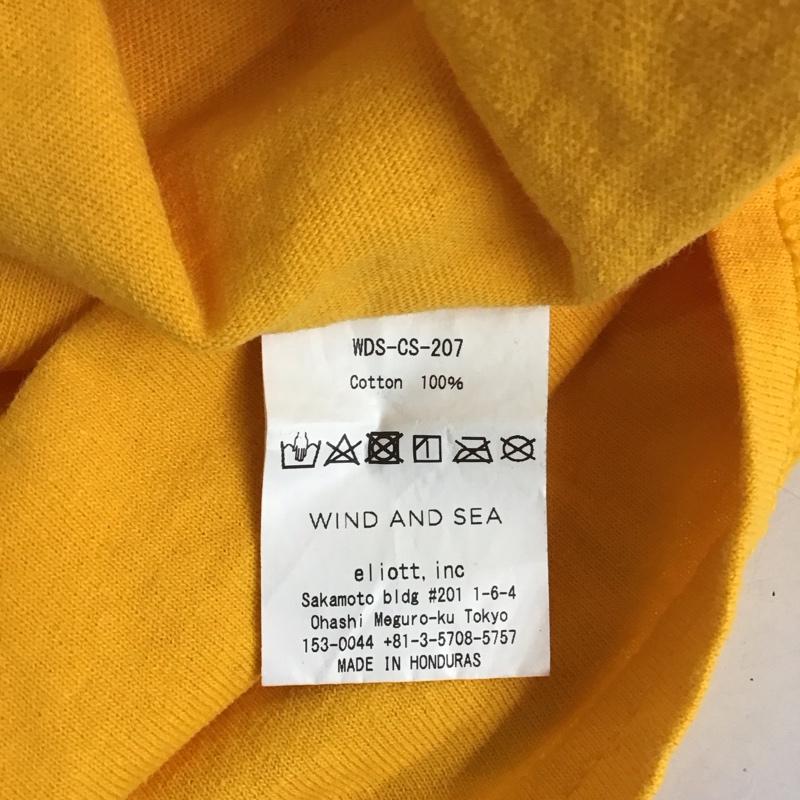 WDS-CS-207
Cotton 100%
WIND AND SEA
eliott, inc
Sakamoto bldg #201 1-6-4
Ohashi Meguro-ku Tokyo
153-0044 +81-3-5708-5757
MADE IN HONDURAS